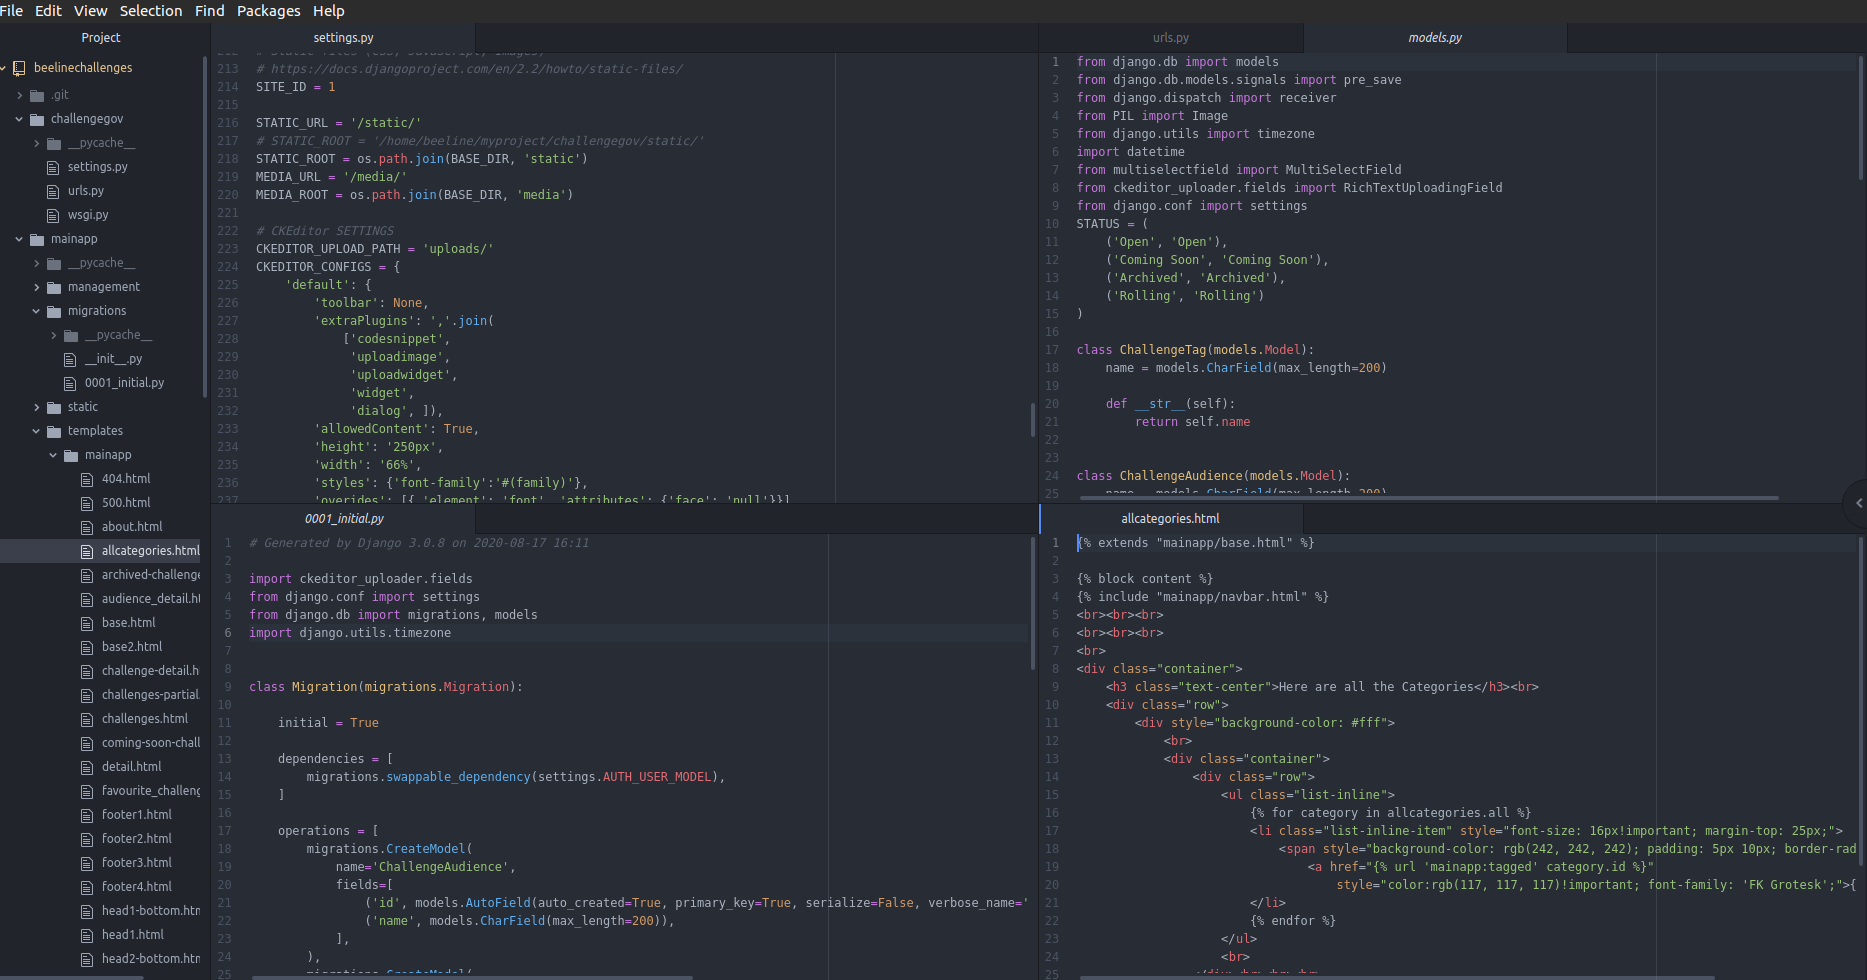 File Edit View Selection Find Packages Help
Project
beelinechallenges
.git
challengegov
__pycache__
settings.py
urls.py
wsgi.py
mainapp
__pycache__
management
migrations
__pycache__
__init__.py
0001_initial.py
static
templates
mainapp
404.html
500.html
about.html
allcategories.html
archived-challenge
audience_detail.ht
base.html
base2.html
challenge-detail.h
challenges-partial.
challenges.html
coming-soon-chall
detail.html
favourite_challeng
footer1.html
footer2.html
footer3.html
footer4.html
head1-bottom.htm
head1.html
head2-bottom.htm
settings.py
212 # Static files (CSS, JavaScript, Images)
213 # https://docs.djangoproject.com/en/2.2/howto/static-files/
214 SITE_ID = 1
215
216 STATIC_URL = '/static/'
217 # STATIC_ROOT = '/home/beeline/myproject/challengegov/static/'
218 STATIC_ROOT = os.path.join(BASE_DIR, 'static')
219 MEDIA_URL = '/media/'
220 MEDIA_ROOT = os.path.join(BASE_DIR, 'media')
221
222 # CKEditor SETTINGS
223 CKEDITOR_UPLOAD_PATH = 'uploads/'
224 CKEDITOR_CONFIGS = {
225 'default': {
226 'toolbar': None,
227 'extraPlugins': ','.join(
228 ['codesnippet',
229 'uploadimage',
230 'uploadwidget',
231 'widget',
232 'dialog', ]),
233 'allowedContent': True,
234 'height': '250px',
235 'width': '66%',
236 'styles': {'font-family':'#(family)'},
237 'overides': [{ 'element': 'font', 'attributes': {'face': 'null'}}]
urls.py models.py
1 from django.db import models
2 from django.db.models.signals import pre_save
3 from django.dispatch import receiver
4 from PIL import Image
5 from django.utils import timezone
6 import datetime
7 from multiselectfield import MultiSelectField
8 from ckeditor_uploader.fields import RichTextUploadingField
9 from django.conf import settings
10 STATUS = (
11 ('Open', 'Open'),
12 ('Coming Soon', 'Coming Soon'),
13 ('Archived', 'Archived'),
14 ('Rolling', 'Rolling')
15 )
16
17 class ChallengeTag(models.Model):
18 name = models.CharField(max_length=200)
19
20 def __str__(self):
21 return self.name
22
23
24 class ChallengeAudience(models.Model):
25 name = models.CharField(max_length=200)
0001_initial.py
1 # Generated by Django 3.0.8 on 2020-08-17 16:11
2
3 import ckeditor_uploader.fields
4 from django.conf import settings
5 from django.db import migrations, models
6 import django.utils.timezone
7
8
9 class Migration(migrations.Migration):
10
11 initial = True
12
13 dependencies = [
14 migrations.swappable_dependency(settings.AUTH_USER_MODEL),
15 ]
16
17 operations = [
18 migrations.CreateModel(
19 name='ChallengeAudience',
20 fields=[
21 ('id', models.AutoField(auto_created=True, primary_key=True, serialize=False, verbose_name='
22 ('name', models.CharField(max_length=200)),
23 ],
24 ),
25 migrations.CreateModel(
allcategories.html
1 {% extends "mainapp/base.html" %}
2
3 {% block content %}
4 {% include "mainapp/navbar.html" %}
5 <br><br><br>
6 <br><br><br>
7 <br>
8 <div class="container">
9 <h3 class="text-center">Here are all the Categories</h3><br>
10 <div class="row">
11 <div style="background-color: #fff">
12 <br>
13 <div class="container">
14 <div class="row">
15 <ul class="list-inline">
16 {% for category in allcategories.all %}
17 <li class="list-inline-item" style="font-size: 16px!important; margin-top: 25px;">
18 <span style="background-color: rgb(242, 242, 242); padding: 5px 10px; border-rad
19 <a href="{% url 'mainapp:tagged' category.id %}"
20 style="color:rgb(117, 117, 117)!important; font-family: 'FK Grotesk';">{
21 </li>
22 {% endfor %}
23 </ul>
24 <br>
25 </div><br><br><br>